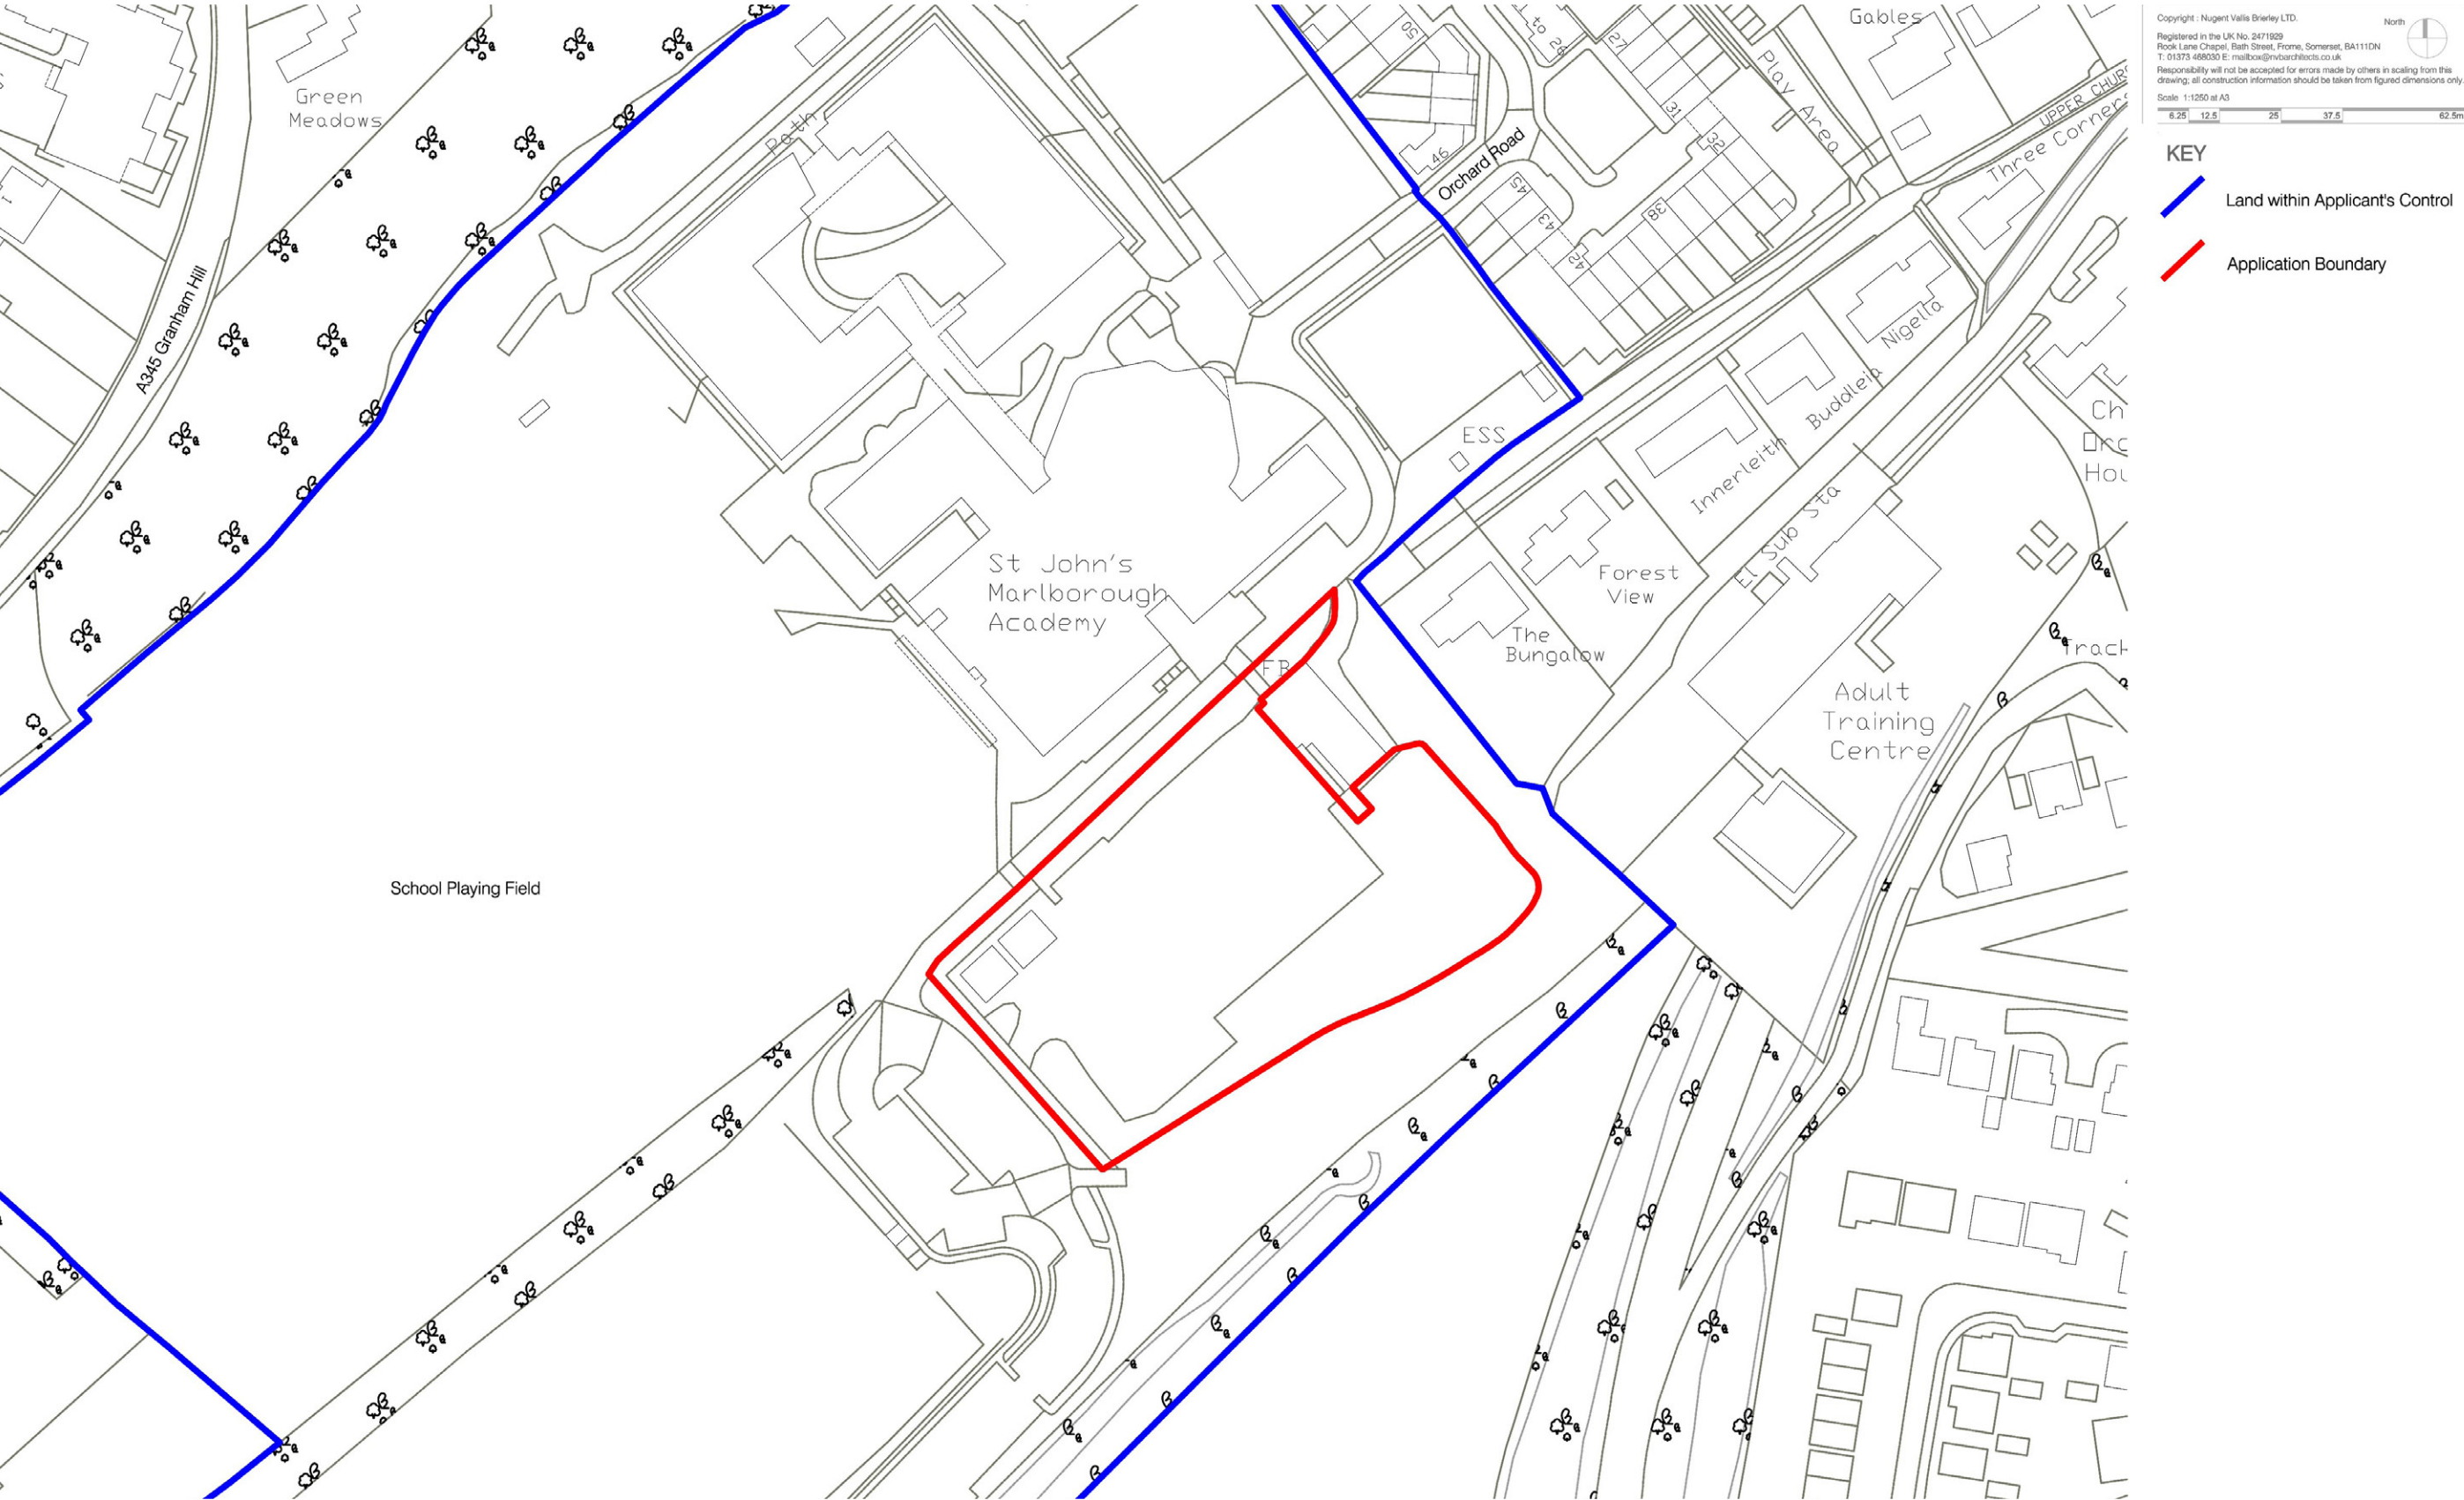 Copyright : Nugent Vallis Brierley LTD.
North
Registered in the UK No. 2471929
Rook Lane Chapel, Bath Street, Frome, Somerset, BA111DN
T: 01373 468030 E: mailbox@nvbarchitects.co.uk
Responsibility will not be accepted for errors made by others in scaling from this
drawing; all construction information should be taken from figured dimensions only
Scale 1:1250 at A3
6.25 12.5 25 37.5 62.5m
KEY
Land within Applicant's Control
Application Boundary
Green
Meadows
A345 Granham Hill
Path
50
to 26
27
31
32
Play Area
Gables
UPPER
Three Corners
46
Orchard Road
45
43
42
38
Nigella
Buddleia
Innerleith
ESS
El Sub Sta
Forest
View
The
Bungalow
St John's
Marlborough
Academy
FB
Adult
Training
Centre
Track
School Playing Field